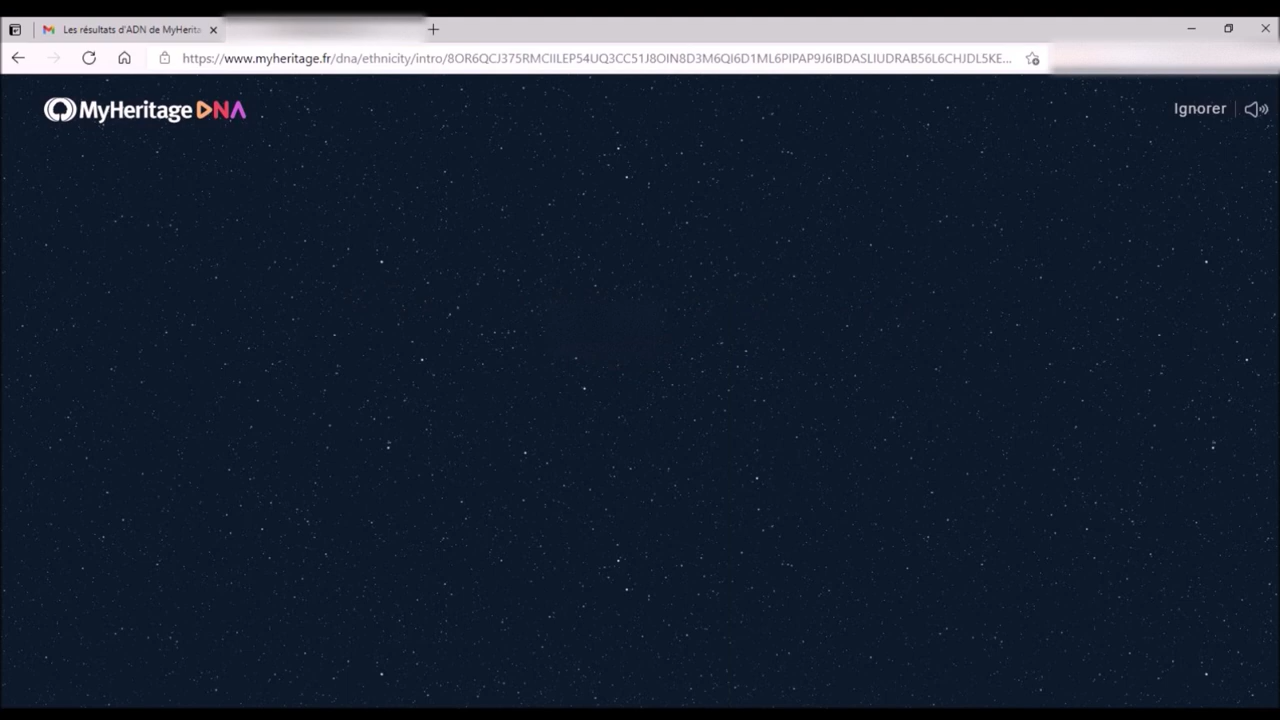 Les résultats d'ADN de MyHerita
https://www.myheritage.fr/dna/ethnicity/intro/8OR6QCJ375RMCIILEP54UQ3CC51J8OIN8D3M6QI6D1ML6PIPAP9J6IBDASLIUDRAB56L6CHJDL5KE...
MyHeritage DNA
Ignorer